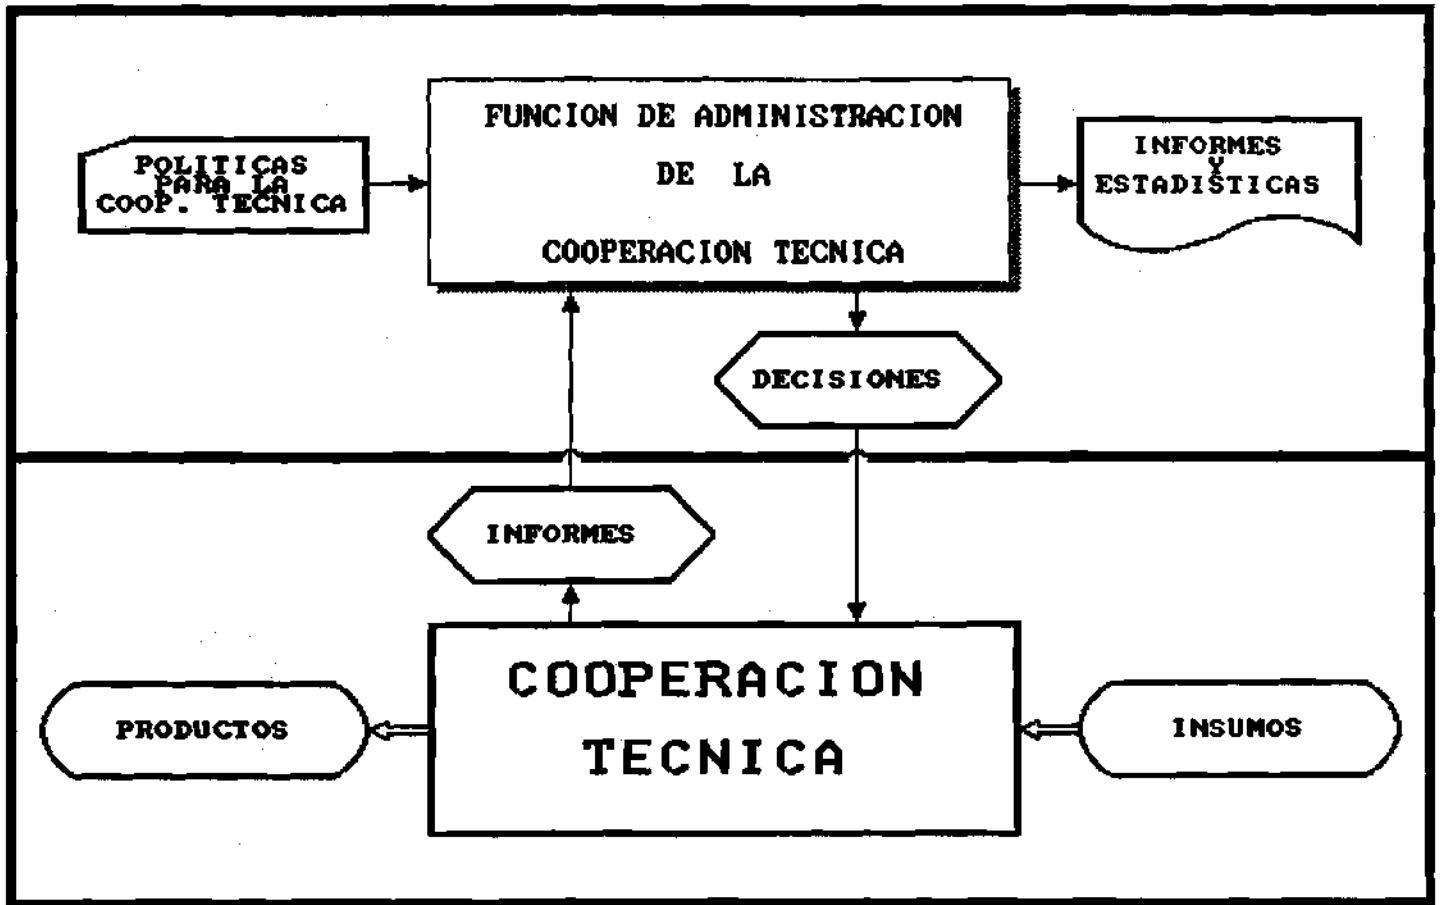 FUNCION DE ADMINISTRACION
DE LA
COOPERACION TECNICA
POLITICAS
PARA LA
COOP. TECNICA
INFORMES
Y
ESTADISTICAS
DECISIONES
INFORMES
COOPERACION
TECNICA
PRODUCTOS
INSUMOS